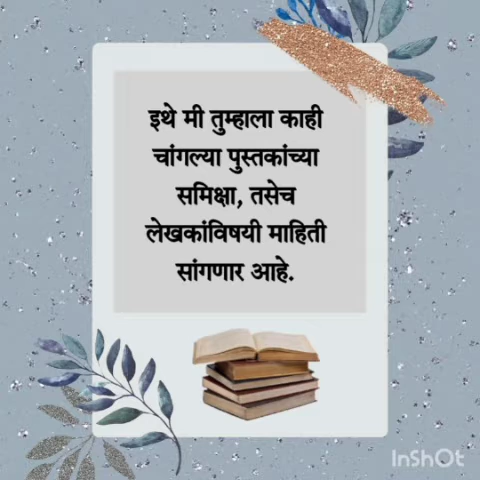 इथे मी तुम्हाला काही
चांगल्या पुस्तकांच्या
समिक्षा, तसेच
लेखकांविषयी माहिती
सांगणार आहे.
InShOt